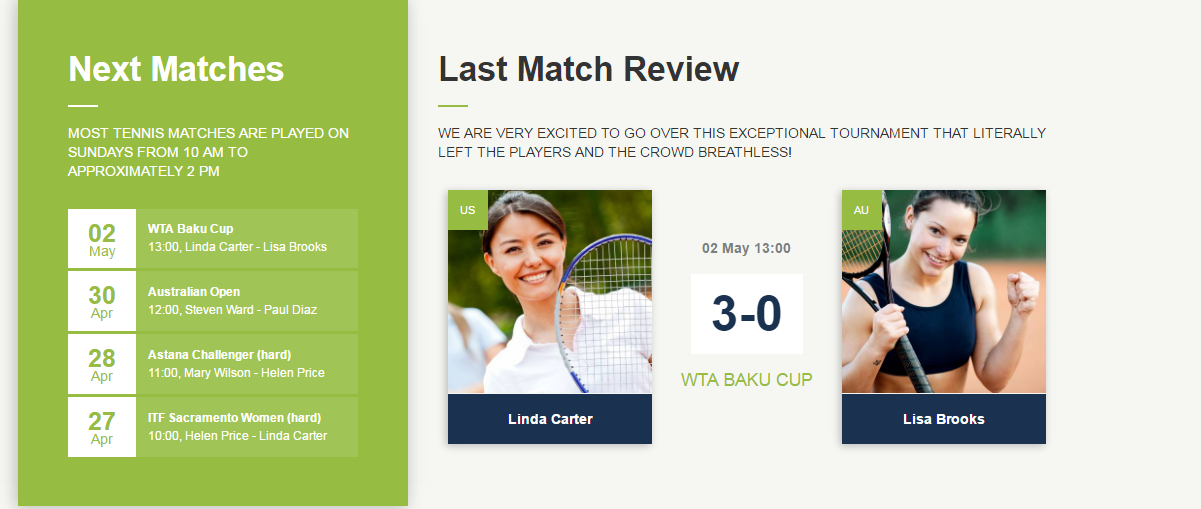 Next Matches
MOST TENNIS MATCHES ARE PLAYED ON
SUNDAYS FROM 10 AM TO
APPROXIMATELY 2 PM
02
May
WTA Baku Cup
13:00, Linda Carter - Lisa Brooks
30
Apr
Australian Open
12:00, Steven Ward - Paul Diaz
28
Apr
Astana Challenger (hard)
11:00, Mary Wilson - Helen Price
27
Apr
ITF Sacramento Women (hard)
10:00, Helen Price - Linda Carter
Last Match Review
WE ARE VERY EXCITED TO GO OVER THIS EXCEPTIONAL TOURNAMENT THAT LITERALLY
LEFT THE PLAYERS AND THE CROWD BREATHLESS!
US
Linda Carter
02 May 13:00
3-0
WTA BAKU CUP
AU
Lisa Brooks